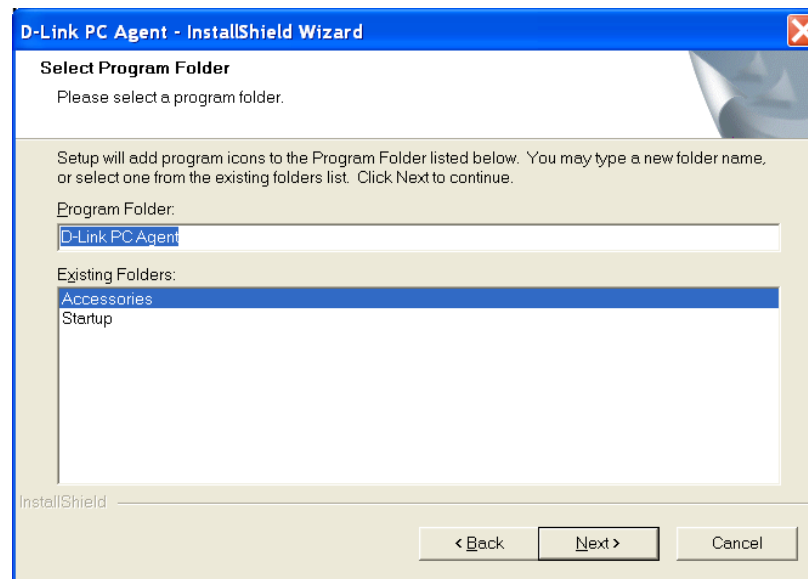 D-Link PC Agent - InstallShield Wizard
Select Program Folder
Please select a program folder.
Setup will add program icons to the Program Folder listed below. You may type a new folder name,
or select one from the existing folders list. Click Next to continue.
Program Folder:
D-Link PC Agent
Existing Folders:
Accessories
Startup
InstallShield
< Back
Next >
Cancel